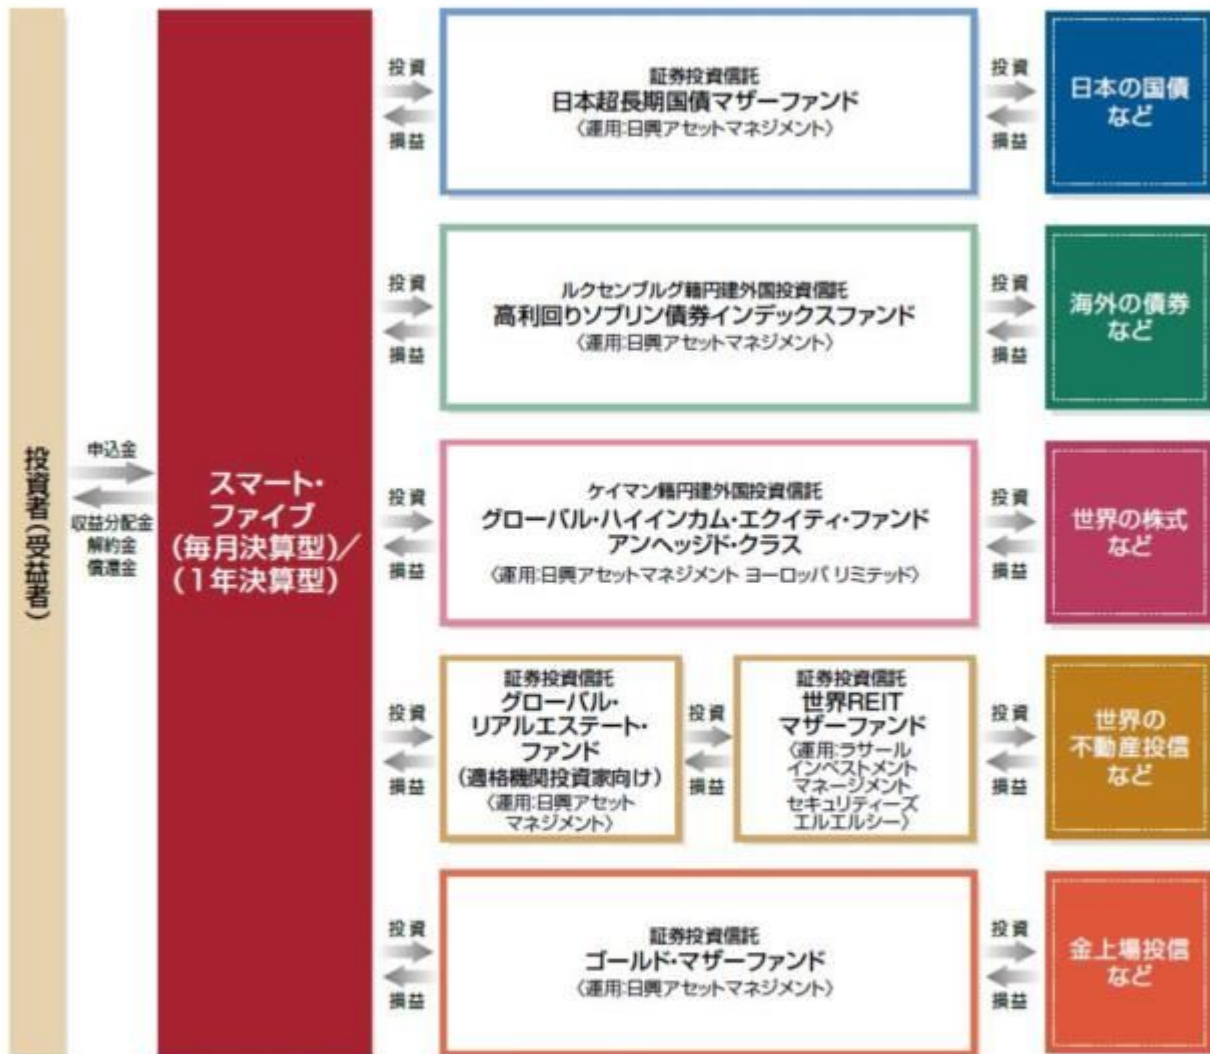 投資者(受益者)
申込金
収益分配金
解約金
償還金
スマート・
ファイブ
(毎月決算型)/
(1年決算型)
投資
損益
証券投資信託
日本超長期国債マザーファンド
〈運用:日興アセットマネジメント〉
投資
損益
日本の国債
など
投資
損益
ルクセンブルグ籍円建外国投資信託
高利回りソブリン債券インデックスファンド
〈運用:日興アセットマネジメント〉
投資
損益
海外の債券
など
投資
損益
ケイマン籍円建外国投資信託
グローバル・ハイインカム・エクイティ・ファンド
アンヘッジド・クラス
〈運用:日興アセットマネジメント ヨーロッパ リミテッド〉
投資
損益
世界の株式
など
投資
損益
証券投資信託
グローバル・
リアルエステート・
ファンド
(適格機関投資家向け)
〈運用:日興アセット
マネジメント〉
投資
損益
証券投資信託
世界REIT
マザーファンド
〈運用:ラサール
インベストメント
マネージメント
セキュリティーズ
エルエルシー〉
投資
損益
世界の
不動産投信
など
投資
損益
証券投資信託
ゴールド・マザーファンド
〈運用:日興アセットマネジメント〉
投資
損益
金上場投信
など